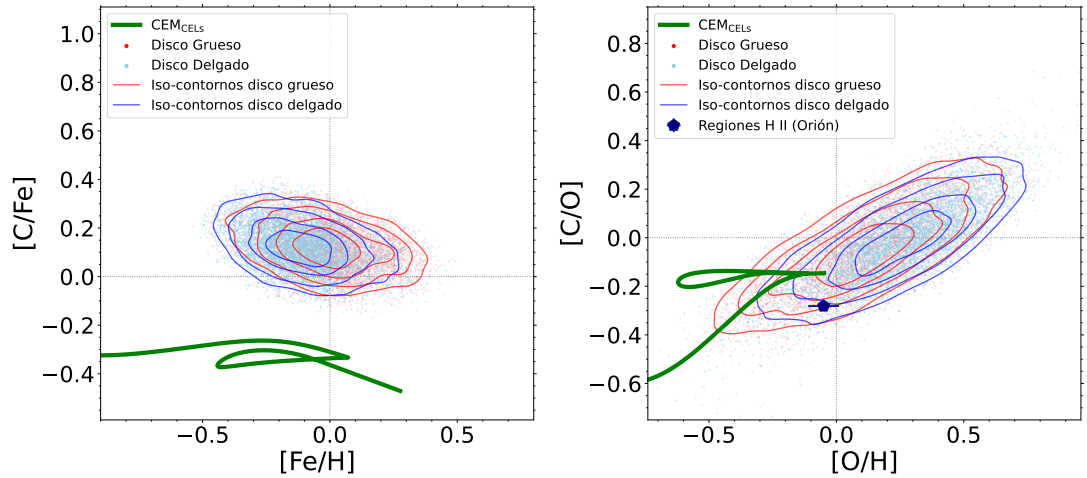 CEM_CELs
Disco Grueso
Disco Delgado
Iso-contornos disco grueso
Iso-contornos disco delgado
1.0
0.8
0.6
0.4
0.2
0.0
−0.2
−0.4
[C/Fe]
−0.5
0.0
0.5
[Fe/H]
CEM_CELs
Disco Grueso
Disco Delgado
Iso-contornos disco grueso
Iso-contornos disco delgado
Regiones H II (Orión)
0.8
0.6
0.4
0.2
0.0
−0.2
−0.4
−0.6
[C/O]
−0.5
0.0
0.5
[O/H]